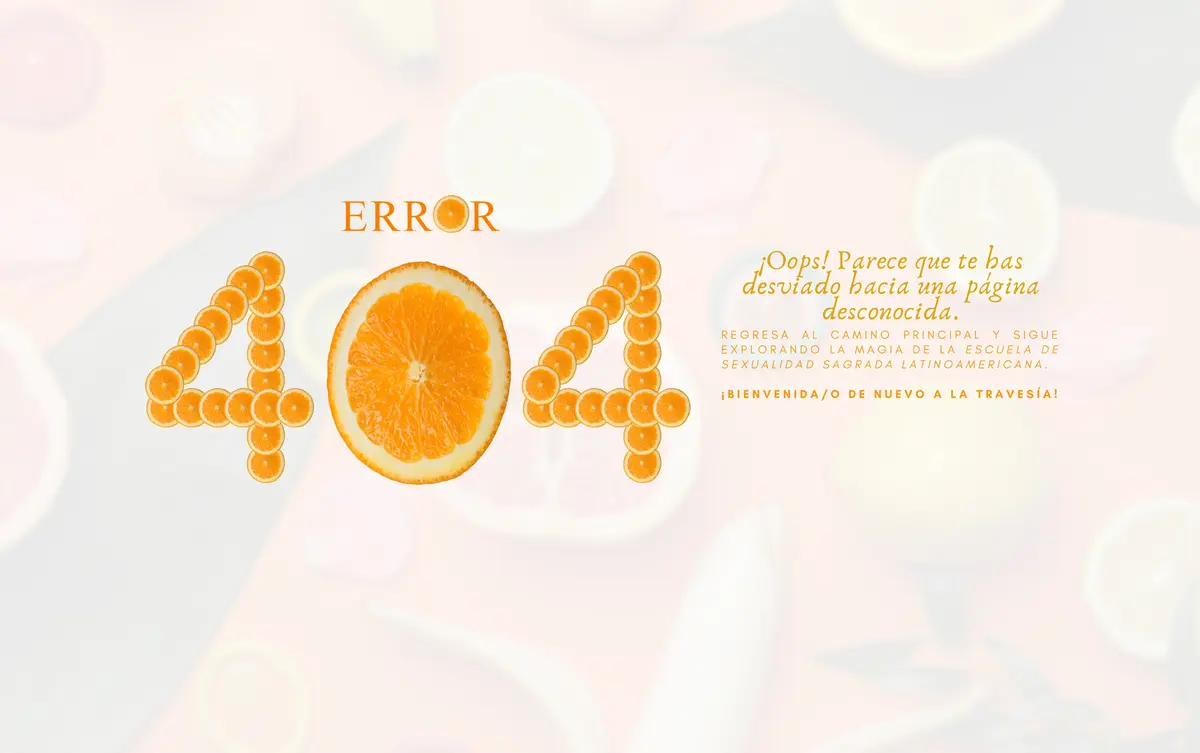 ERROR
404
¡Oops! Parece que te has
desviado hacia una página
desconocida.
REGRESA AL CAMINO PRINCIPAL Y SIGUE
EXPLORANDO LA MAGIA DE LA ESCUELA DE
SEXUALIDAD SAGRADA LATINOAMERICANA.
¡BIENVENIDA/O DE NUEVO A LA TRAVESÍA!